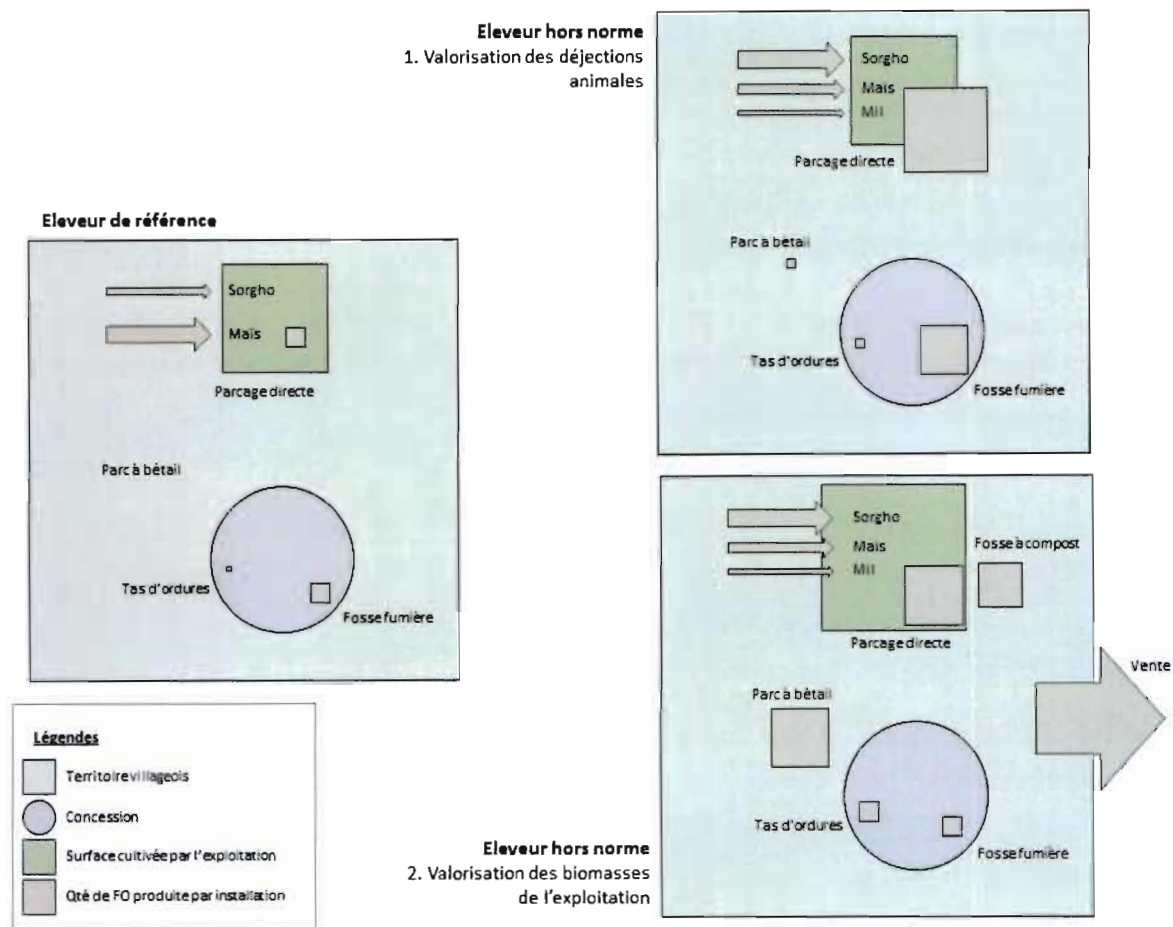 Eleveur hors norme
1. Valorisation des déjections
animales
Sorgho
Maïs
Mil
Parcage directe
Parc à bétail
Tas d'ordures
Fosse fumière
Eleveur de référence
Sorgho
Maïs
Parcage directe
Parc à bétail
Tas d'ordures
Fosse fumière
Sorgho
Maïs
Mil
Fosse à compost
Parcage directe
Vente
Parc à bétail
Tas d'ordures
Fosse fumière
Eleveur hors norme
2. Valorisation des biomasses
de l'exploitation
Légendes
Territoire villageois
Concession
Surface cultivée par l'exploitation
Qté de FO produite par installation